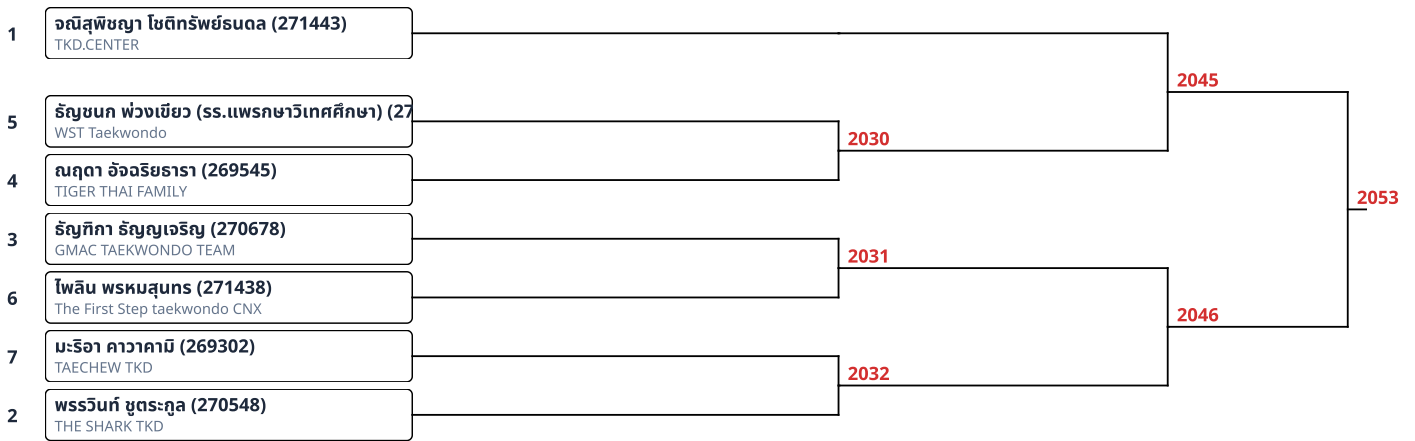 1
จณิสุพิชญา โชติทรัพย์ธนดล (271443)
TKD.CENTER
2045
5
ธัญชนก พ่วงเขียว (รร.แพรกษาวิเทศศึกษา) (27
WST Taekwondo
2030
4
ณฤดา อัจฉริยธารา (269545)
TIGER THAI FAMILY
2053
3
ธัญฑิกา ธัญญเจริญ (270678)
GMAC TAEKWONDO TEAM
2031
6
ไพลิน พรหมสุนทร (271438)
The First Step taekwondo CNX
2046
7
มะริอา คาวาคามิ (269302)
TAECHEW TKD
2032
2
พรรวินท์ ชูตระกูล (270548)
THE SHARK TKD